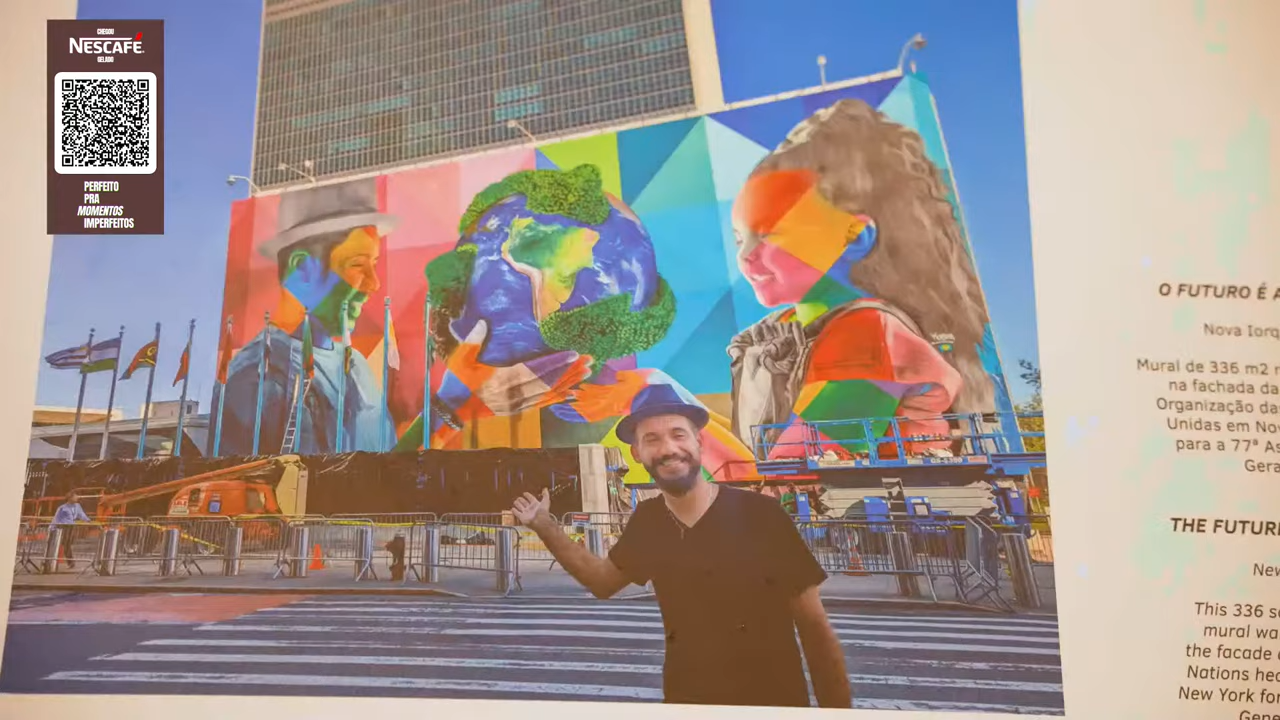 CHEGOU
NESCAFÉ
GELADO
PERFEITO
PRA
MOMENTOS
IMPERFEITOS
O FUTURO É A
Nova Iorq
Mural de 336 m2 r
na fachada da
Organização da
Unidas em Nov
para a 77ª As
Gera
THE FUTUR
New
This 336 s
mural wa
the facade
Nations hea
New York for
Gene